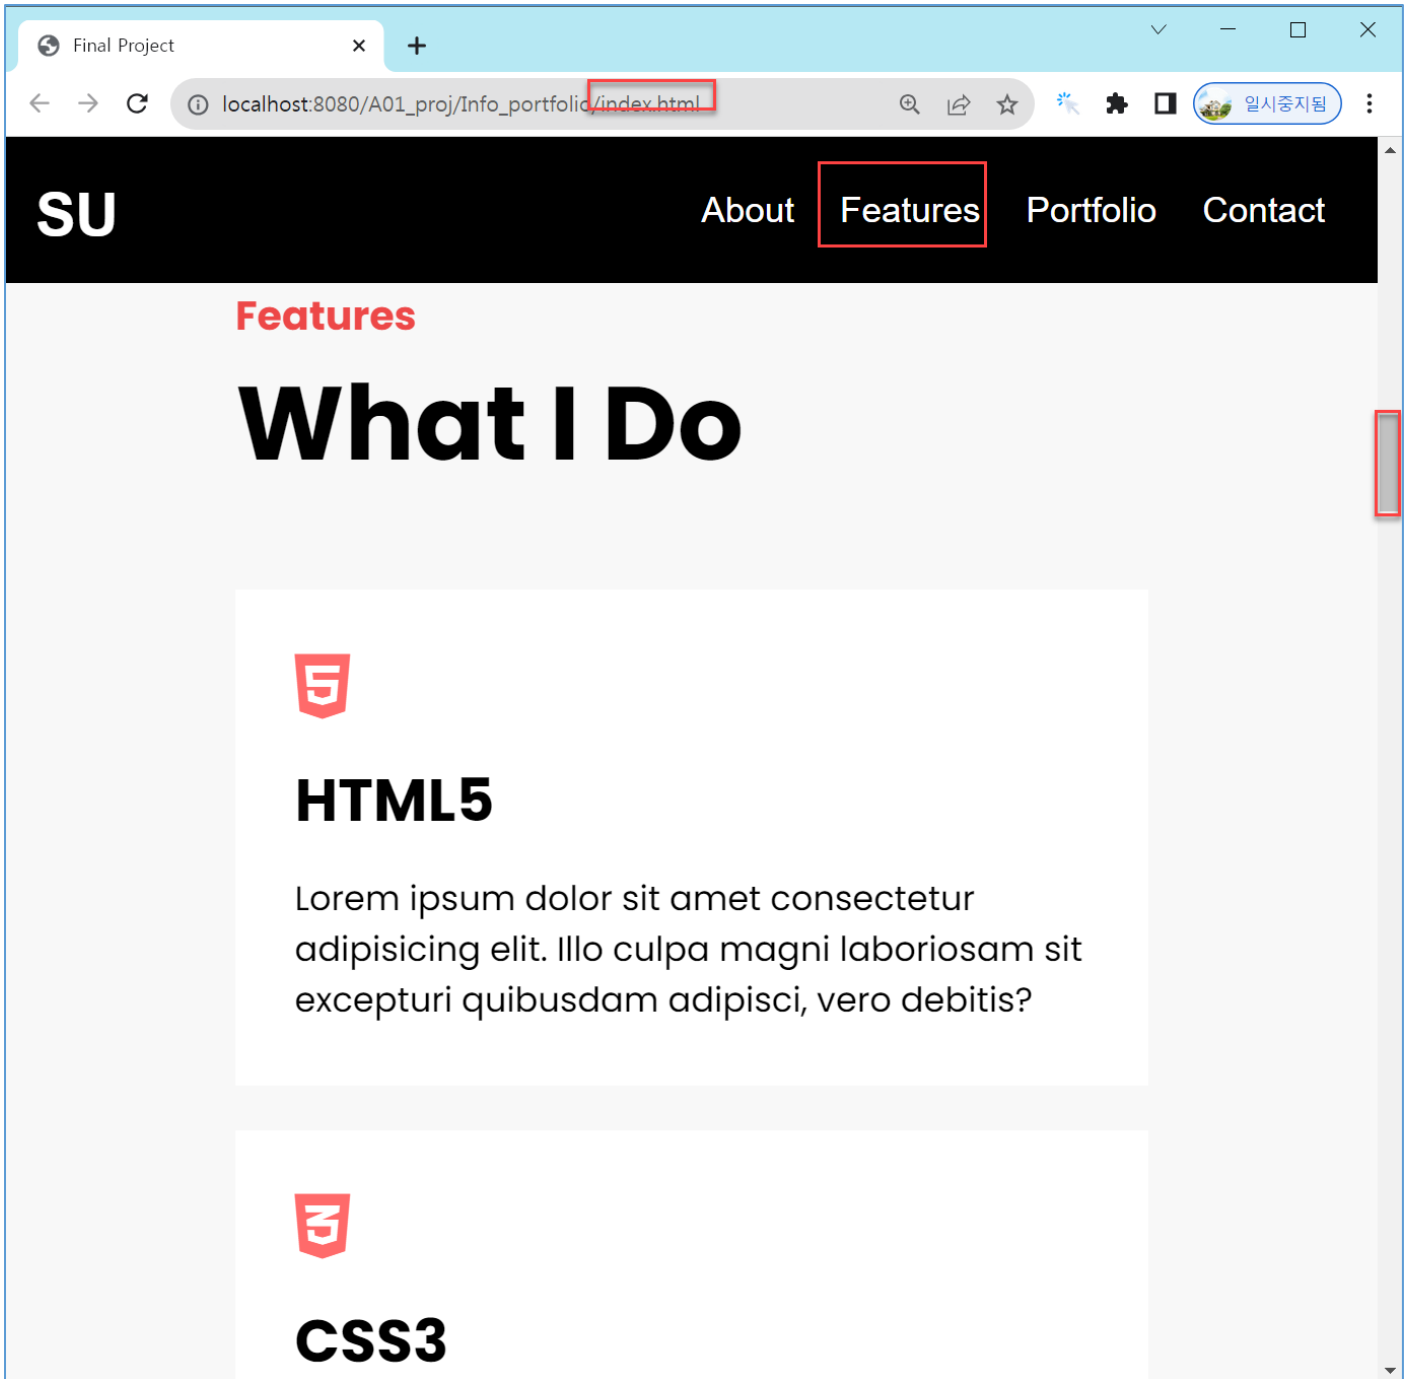 Final Project
localhost:8080/A01_proj/Info_portfolio/index.html
일시중지됨
SU
About Features Portfolio Contact
Features
What I Do
5
HTML5
Lorem ipsum dolor sit amet consectetur
adipisicing elit. Illo culpa magni laboriosam sit
excepturi quibusdam adipisci, vero debitis?
3
CSS3